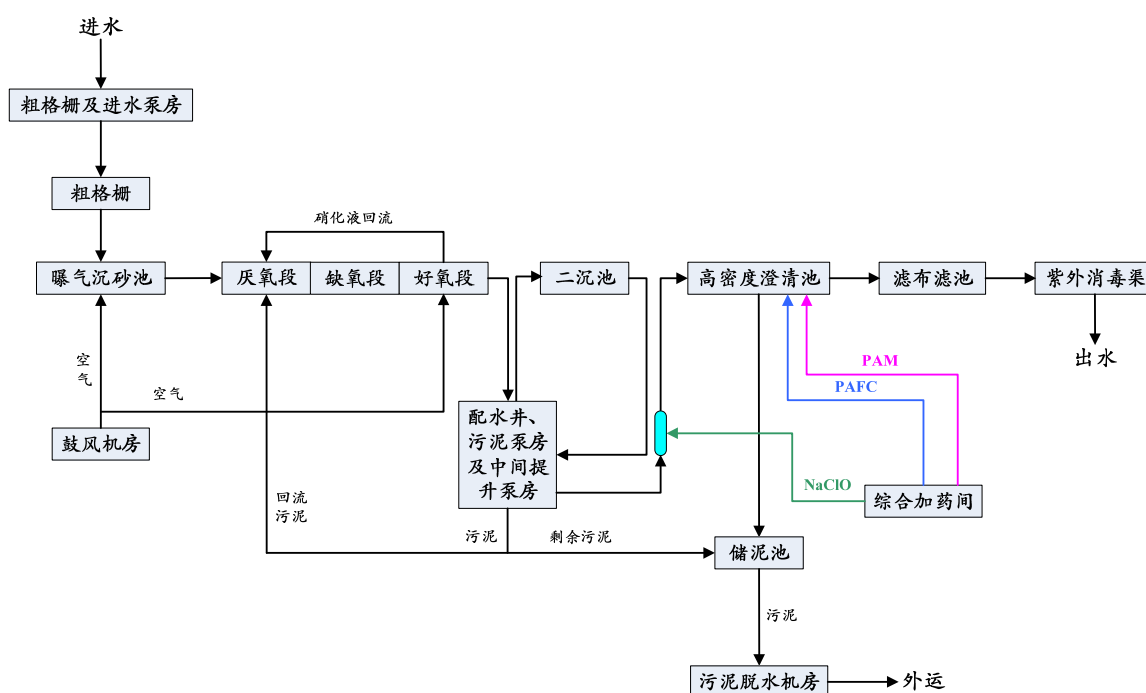 进水
粗格栅及进水泵房
粗格栅
硝化液回流
曝气沉砂池
厌氧段
缺氧段
好氧段
二沉池
高密度澄清池
滤布滤池
紫外消毒渠
出水
空
气
空气
PAM
PAFC
鼓风机房
配水井、
污泥泵房
及中间提
升泵房
NaClO
综合加药间
回流
污泥
污泥
剩余污泥
储泥池
污泥
污泥脱水机房
外运